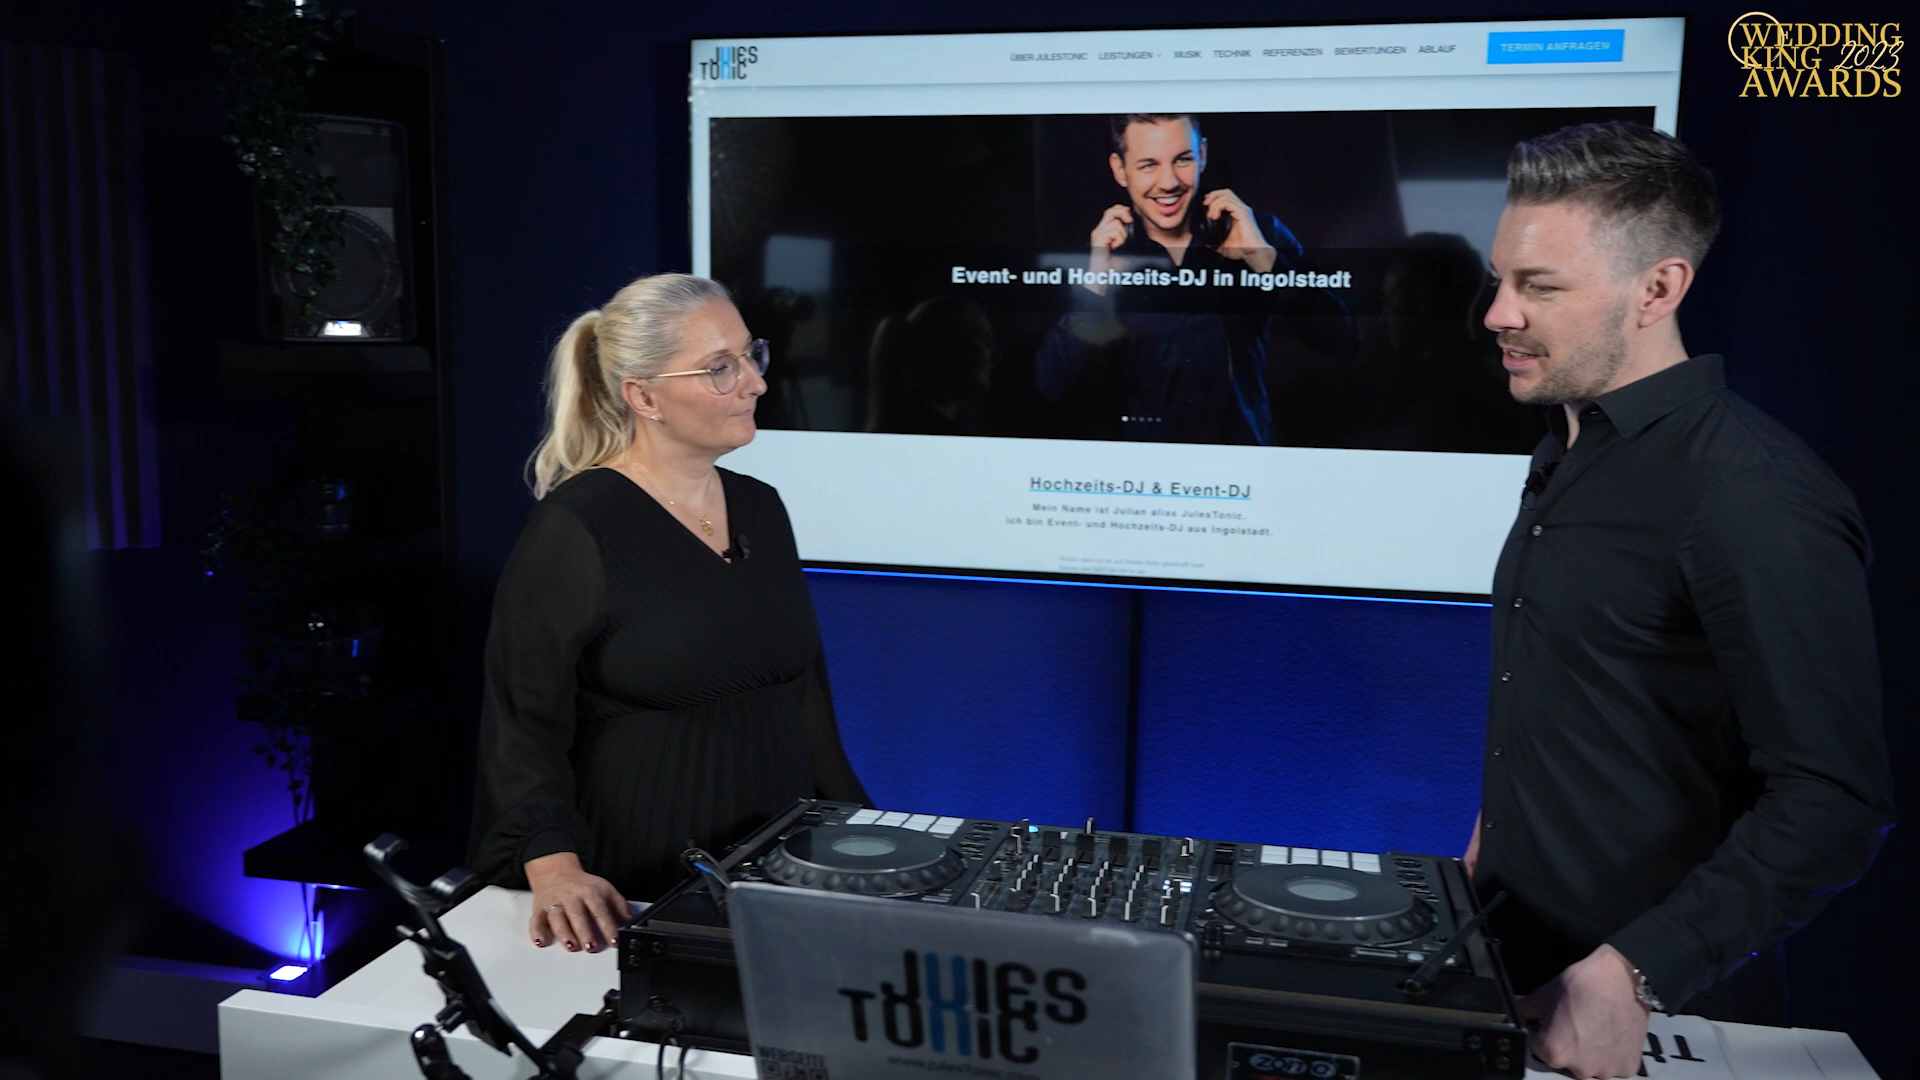 WEDDING
KING 2023
AWARDS
JULES
TONIC
ÜBER JULESTONIC LEISTUNGEN MUSIK TECHNIK REFERENZEN BEWERTUNGEN ABLAUF TERMIN ANFRAGEN
Event- und Hochzeits-DJ in Ingolstadt
Hochzeits-DJ & Event-DJ
Mein Name ist Julian alias JulesTonic.
Ich bin Event- und Hochzeits-DJ aus Ingolstadt.
JULES
TONIC
WEBSEITE